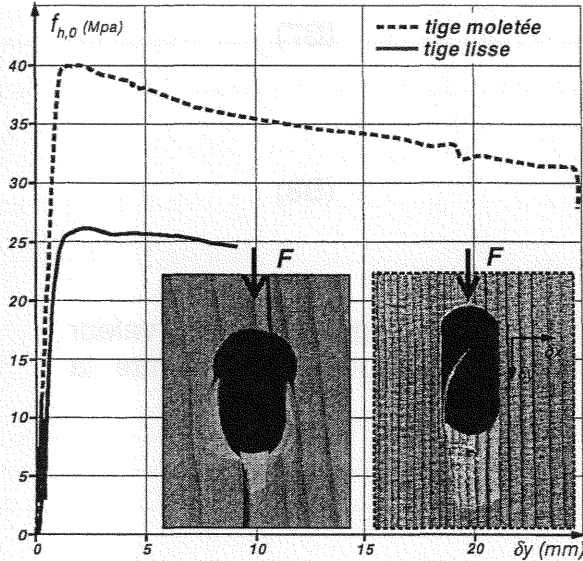 f_{h,0} (Mpa)
tige moletée
tige lisse
40
35
30
25
20
15
10
5
0
F
F
δx
δy
0
5
10
15
20
δy (mm)